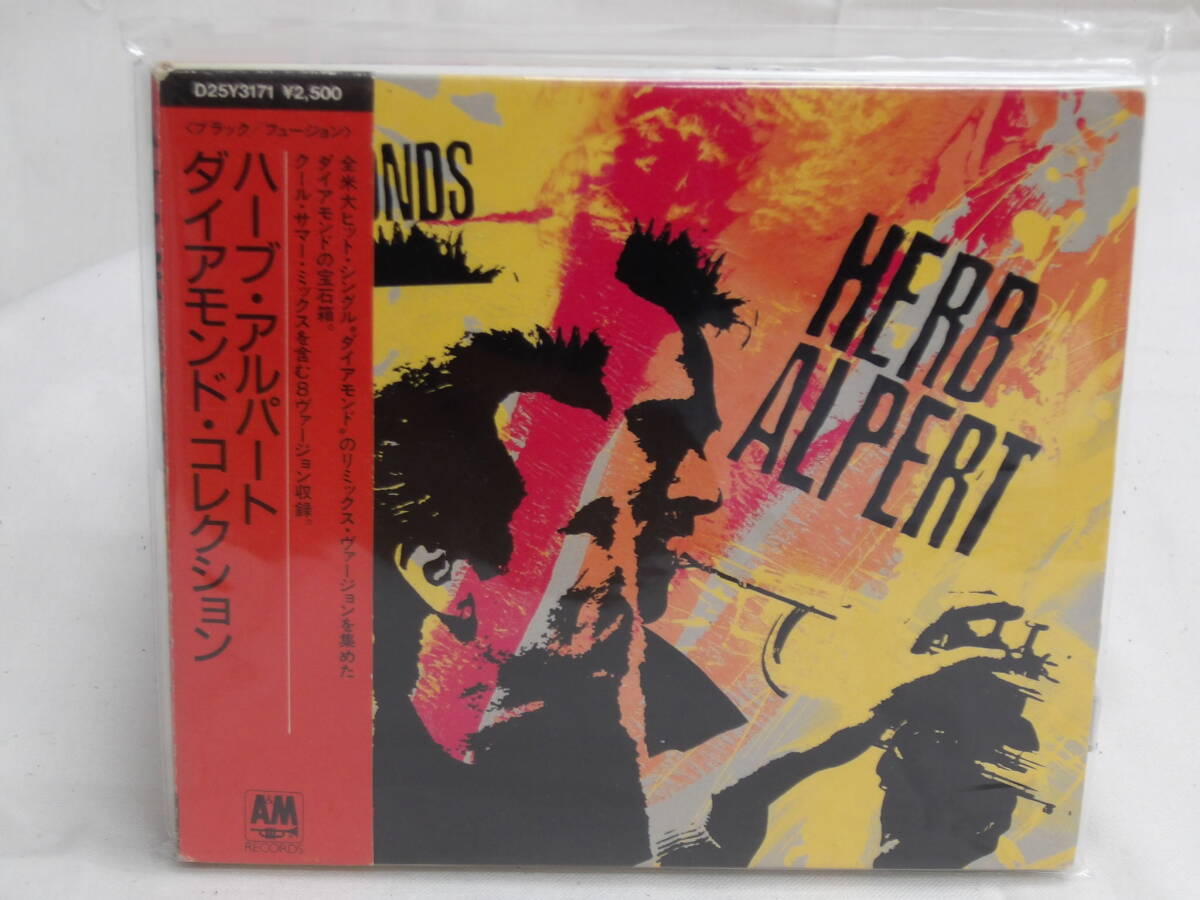 D25Y3171 ¥2,500
〈ブラック/フュージョン〉
ハーブ・アルパート
ダイアモンド・コレクション
全米大ヒット・シングル“ダイアモンド”のリミックス・ヴァージョンを集めた
ダイアモンドの宝石箱。
クール・サマー・ミックスを含む8ヴァージョン収録。
A&M
RECORDS
ONDS
HERB
ALPERT